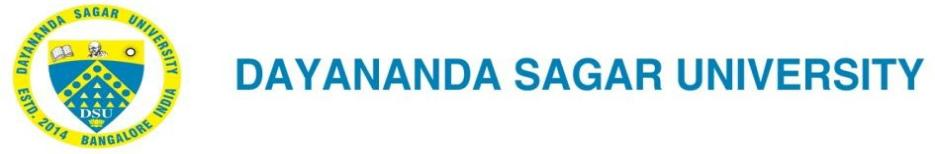 DAYANANDA SAGAR UNIVERSITY
ESTD. 2014 BANGALORE INDIA
DSU
DAYANANDA SAGAR UNIVERSITY